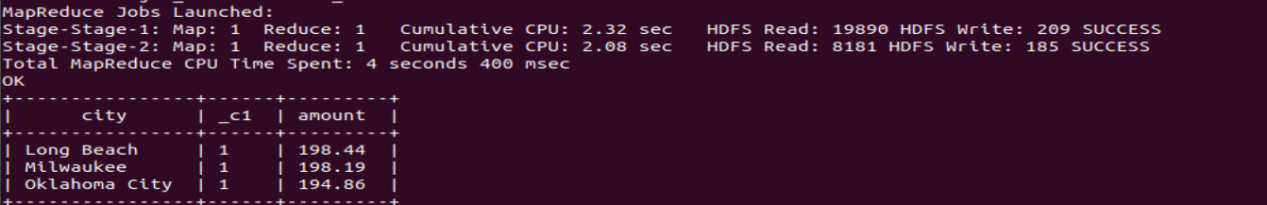 MapReduce Jobs Launched:
Stage-Stage-1: Map: 1  Reduce: 1   Cumulative CPU: 2.32 sec   HDFS Read: 19890 HDFS Write: 209 SUCCESS
Stage-Stage-2: Map: 1  Reduce: 1   Cumulative CPU: 2.08 sec   HDFS Read: 8181 HDFS Write: 185 SUCCESS
Total MapReduce CPU Time Spent: 4 seconds 400 msec
OK
+----------------+------+---------+
|      city      | _c1  | amount  |
+----------------+------+---------+
| Long Beach     | 1    | 198.44  |
| Milwaukee      | 1    | 198.19  |
| Oklahoma City  | 1    | 194.86  |
+----------------+------+---------+